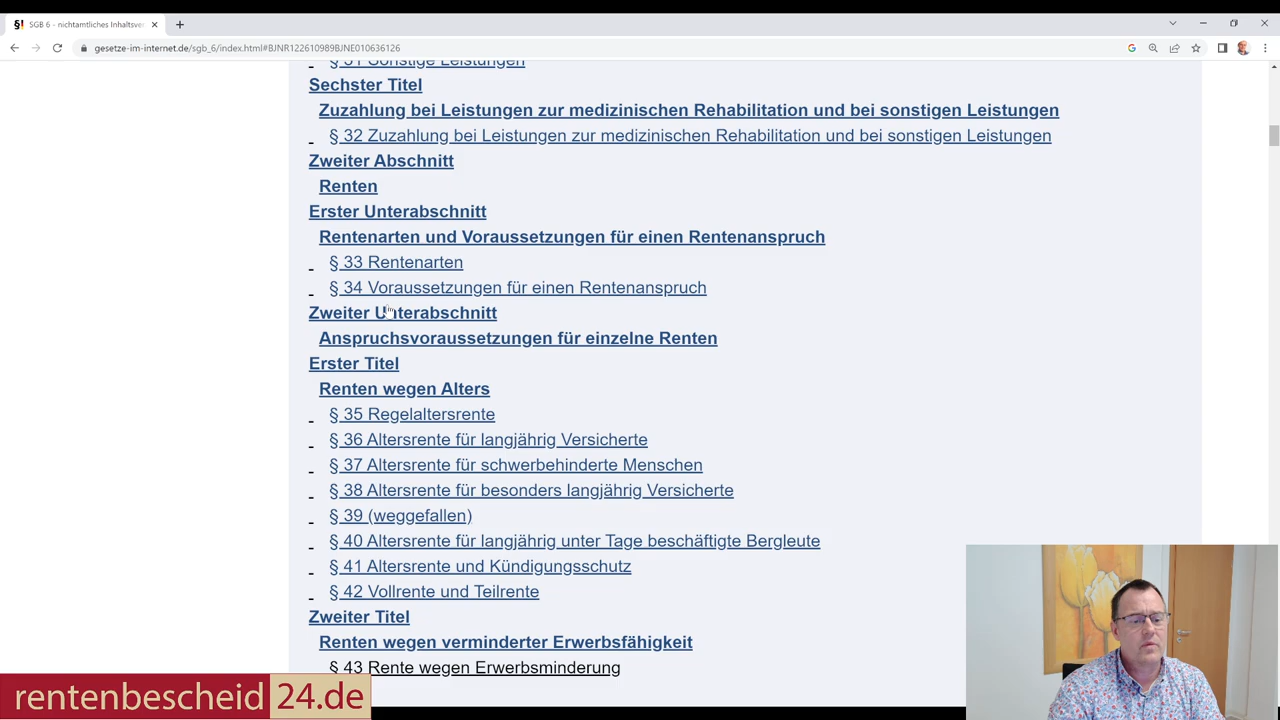 §! SGB 6 - nichtamtliches Inhaltsver
gesetze-im-internet.de/sgb_6/index.html#BJNR122610989BJNE010636126
§ 31 Sonstige Leistungen
Sechster Titel
Zuzahlung bei Leistungen zur medizinischen Rehabilitation und bei sonstigen Leistungen
§ 32 Zuzahlung bei Leistungen zur medizinischen Rehabilitation und bei sonstigen Leistungen
Zweiter Abschnitt
Renten
Erster Unterabschnitt
Rentenarten und Voraussetzungen für einen Rentenanspruch
§ 33 Rentenarten
§ 34 Voraussetzungen für einen Rentenanspruch
Zweiter Unterabschnitt
Anspruchsvoraussetzungen für einzelne Renten
Erster Titel
Renten wegen Alters
§ 35 Regelaltersrente
§ 36 Altersrente für langjährig Versicherte
§ 37 Altersrente für schwerbehinderte Menschen
§ 38 Altersrente für besonders langjährig Versicherte
§ 39 (weggefallen)
§ 40 Altersrente für langjährig unter Tage beschäftigte Bergleute
§ 41 Altersrente und Kündigungsschutz
§ 42 Vollrente und Teilrente
Zweiter Titel
Renten wegen verminderter Erwerbsfähigkeit
§ 43 Rente wegen Erwerbsminderung
rentenbescheid 24.de